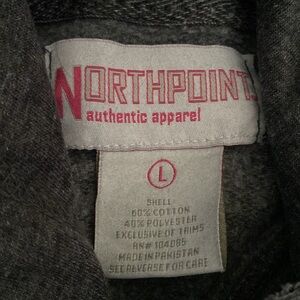 NORTHPOINT
authentic apparel
L
SHELL
60% COTTON
40% POLYESTER
EXCLUSIVE OF TRIMS
RN# 104085
MADE IN PAKISTAN
SEE REVERSE FOR CARE